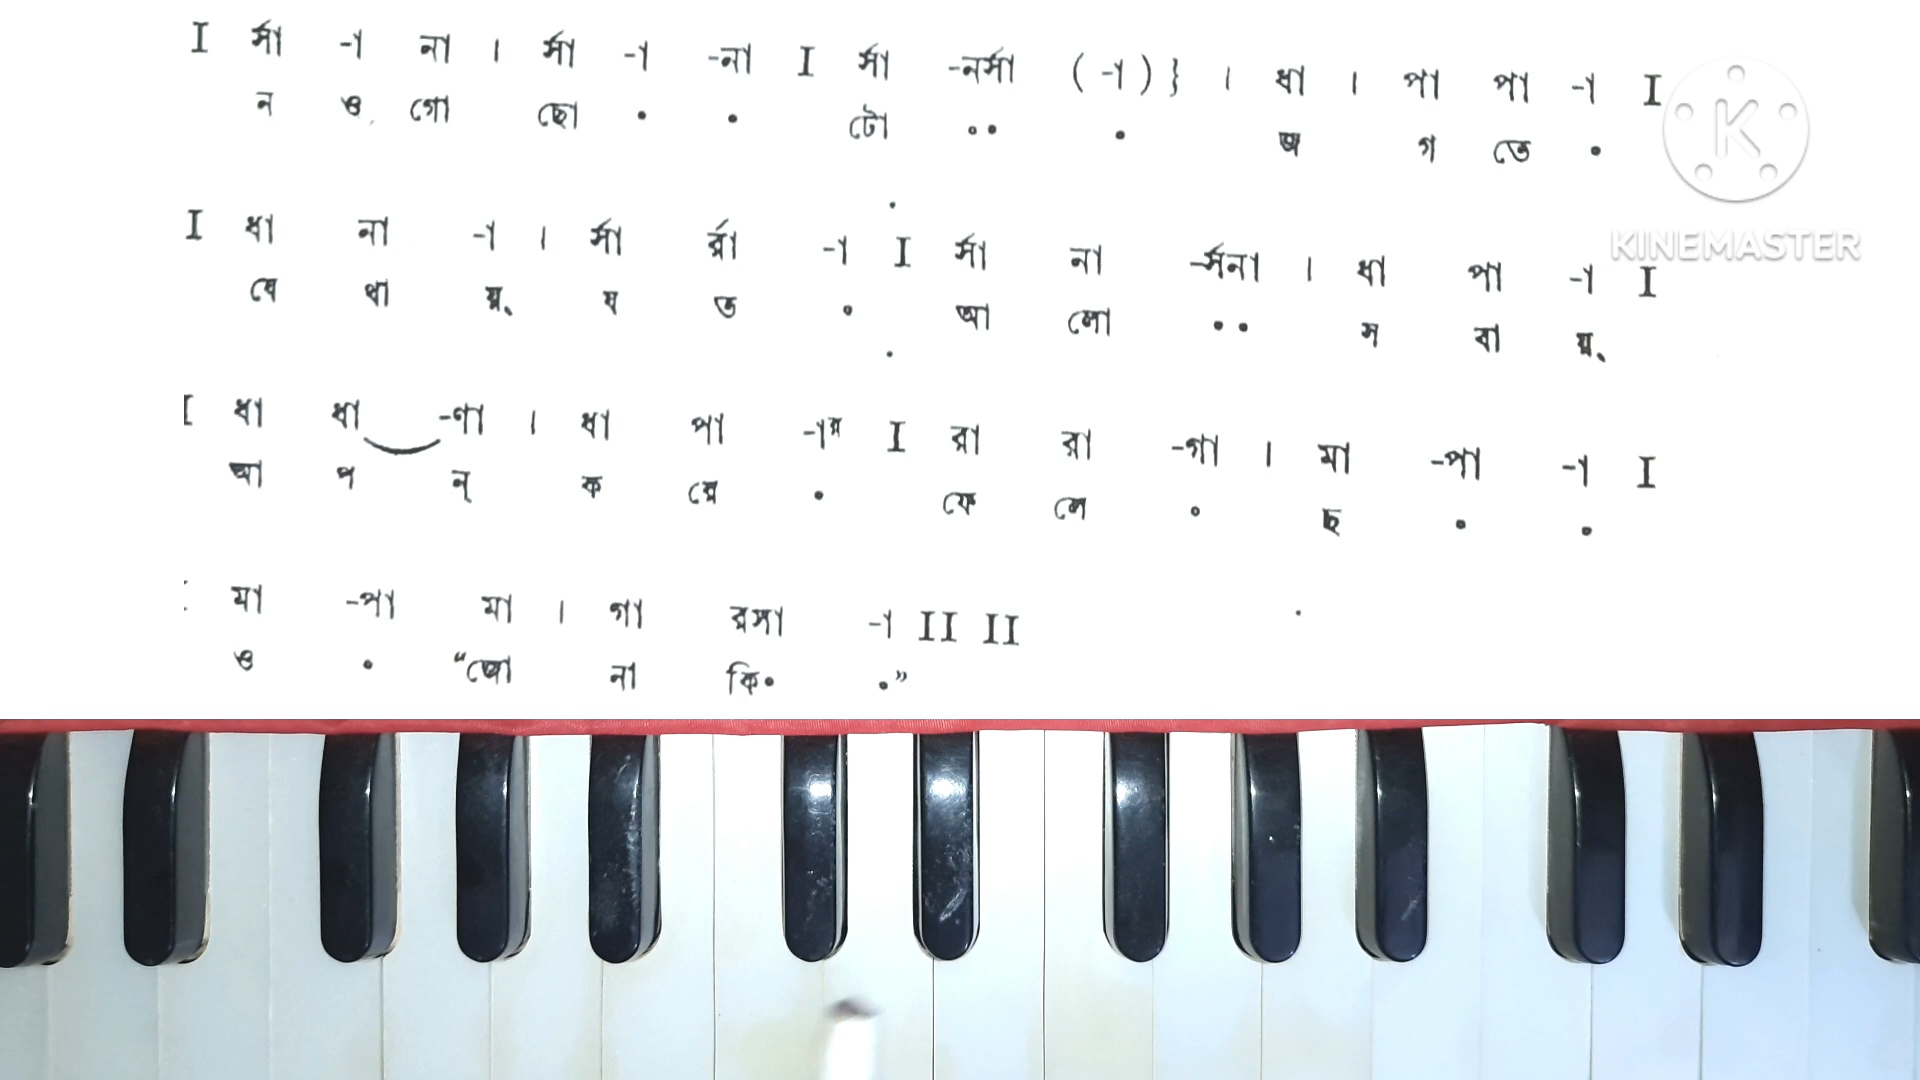 I র্সা -া না । র্সা -া -না I র্সা -নর্সা (-া) } । ধা । পা পা -া I
ন ও গো ছো • • টো •• • জ গ তে •
I ধা না -া । র্সা র্রা -া I র্সা না -র্সনা । ধা পা -া I
যে থা য়্ য ত • আ লো •• স বা য়্
I ধা ধা -ণা । ধা পা -াম I রা রা -গা । মা -পা -া I
আ প ন্ ক রে • ফে লে • ছ • •
মা -পা মা । গা রসা -া II II
ও • “জো না কি• •”
KINEMASTER